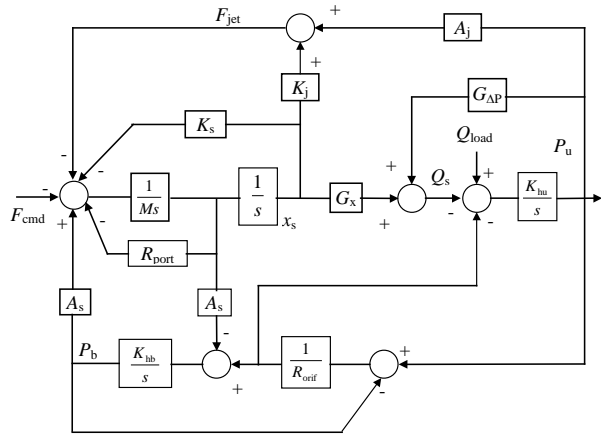 F_jet
+
A_j
+
K_j
G_ΔP
K_s
Q_load
P_u
-
-
+
Q_s
+
-
F_cmd
1/Ms
1/s
x_s
G_x
+
-
-
K_hu/s
+
-
R_port
A_s
A_s
-
P_b
K_hb/s
+
1/R_orif
+
-